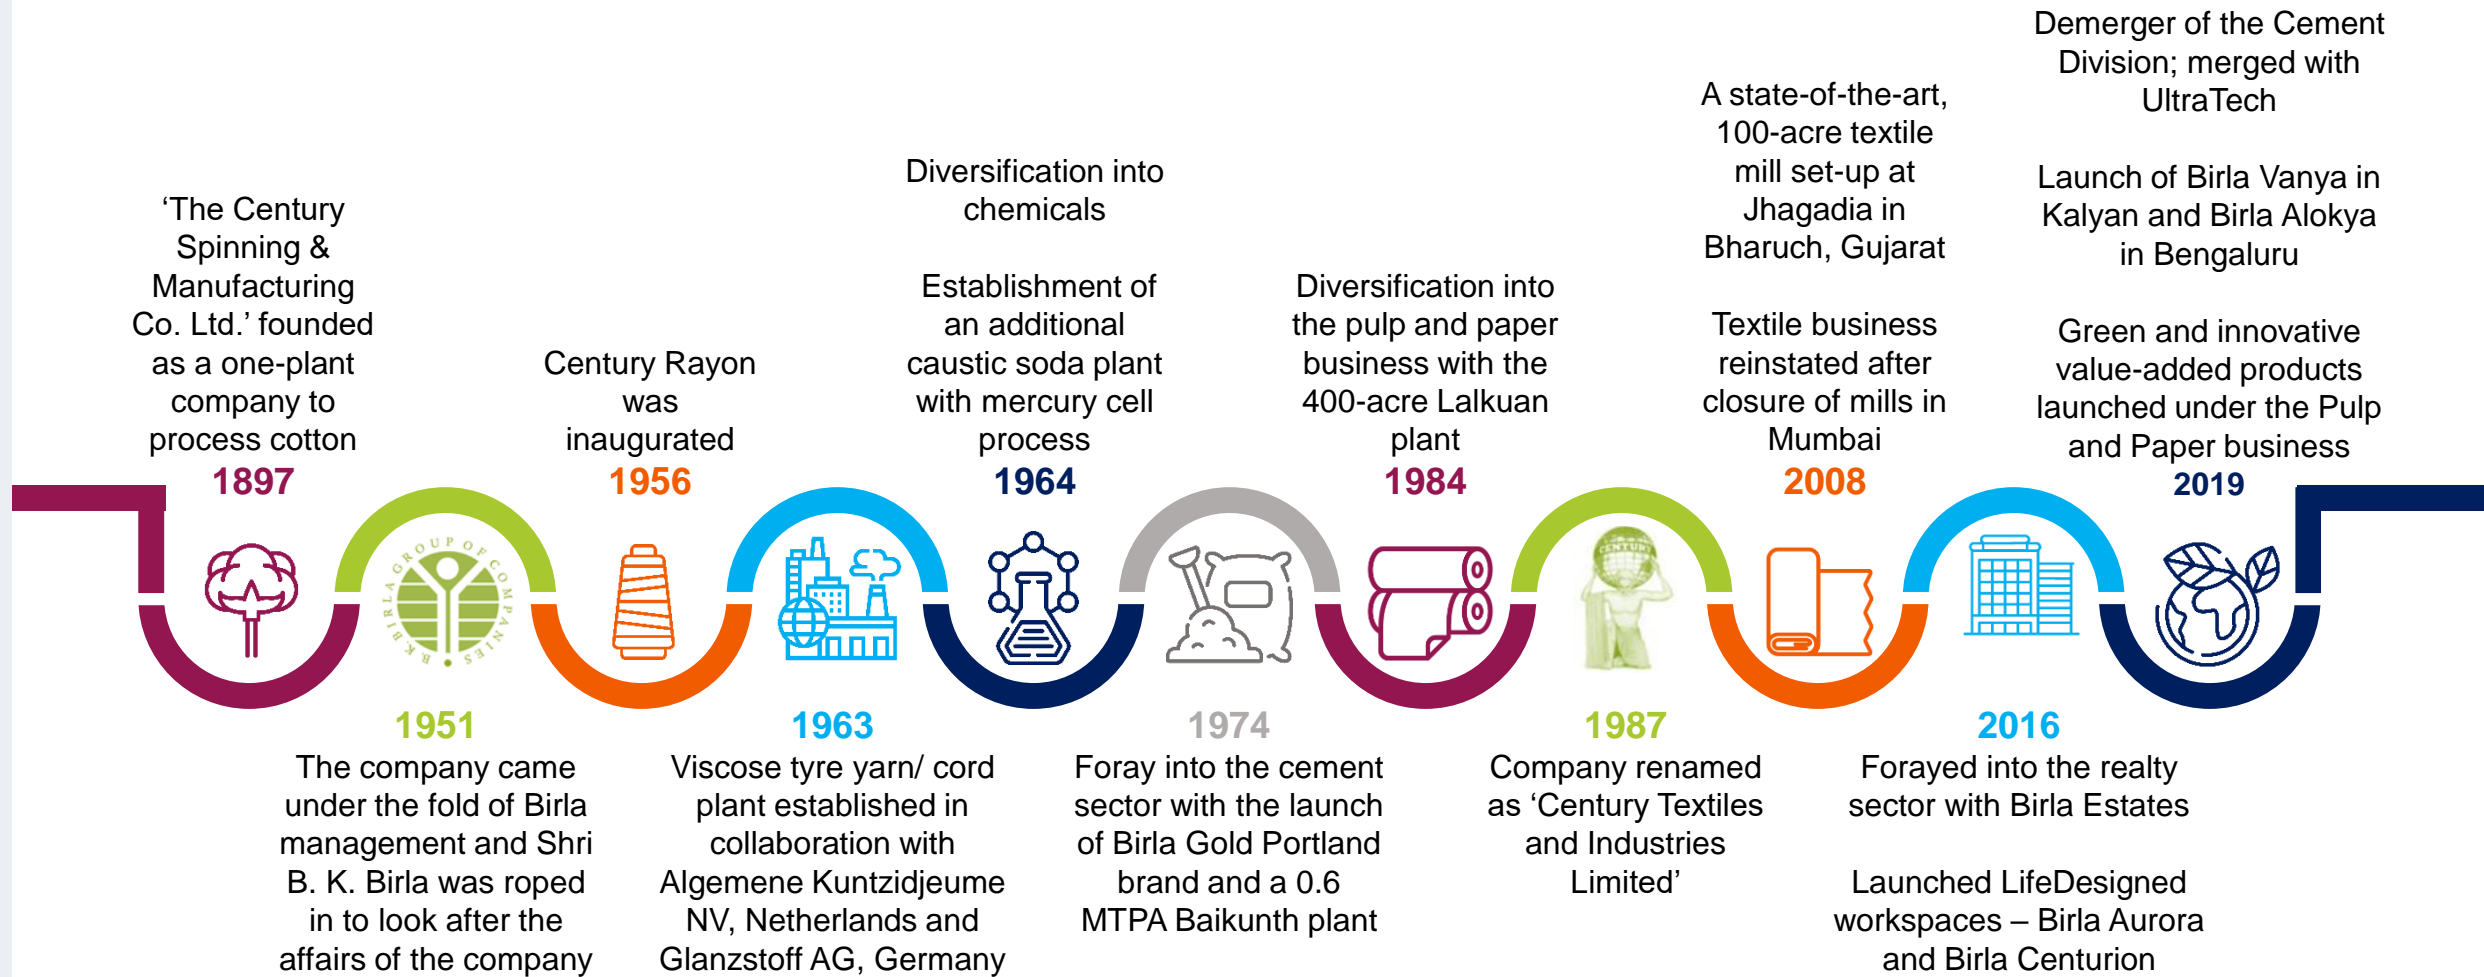 ‘The Century
Spinning &
Manufacturing
Co. Ltd.’ founded
as a one-plant
company to
process cotton
1897
B.K.BIRLA GROUP OF COMPANIES
1951
The company came
under the fold of Birla
management and Shri
B. K. Birla was roped
in to look after the
affairs of the company
Century Rayon
was
inaugurated
1956
1963
Viscose tyre yarn/ cord
plant established in
collaboration with
Algemene Kuntzidjeume
NV, Netherlands and
Glanzstoff AG, Germany
Diversification into
chemicals
Establishment of
an additional
caustic soda plant
with mercury cell
process
1964
1974
Foray into the cement
sector with the launch
of Birla Gold Portland
brand and a 0.6
MTPA Baikunth plant
Diversification into
the pulp and paper
business with the
400-acre Lalkuan
plant
1984
CENTURY
1987
Company renamed
as ‘Century Textiles
and Industries
Limited’
A state-of-the-art,
100-acre textile
mill set-up at
Jhagadia in
Bharuch, Gujarat
Textile business
reinstated after
closure of mills in
Mumbai
2008
2016
Forayed into the realty
sector with Birla Estates
Launched LifeDesigned
workspaces – Birla Aurora
and Birla Centurion
Demerger of the Cement
Division; merged with
UltraTech
Launch of Birla Vanya in
Kalyan and Birla Alokya
in Bengaluru
Green and innovative
value-added products
launched under the Pulp
and Paper business
2019